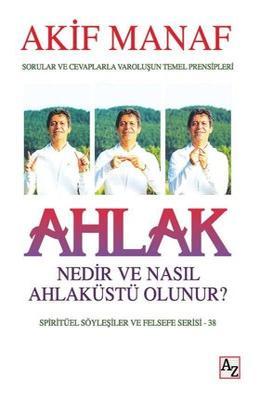 AKİF MANAF
SORULAR VE CEVAPLARLA VAROLUŞUN TEMEL PRENSİPLERİ
AHLAK
NEDİR VE NASIL
AHLAKÜSTÜ OLUNUR?
SPİRİTÜEL SÖYLEŞİLER VE FELSEFE SERİSİ - 38
AZ